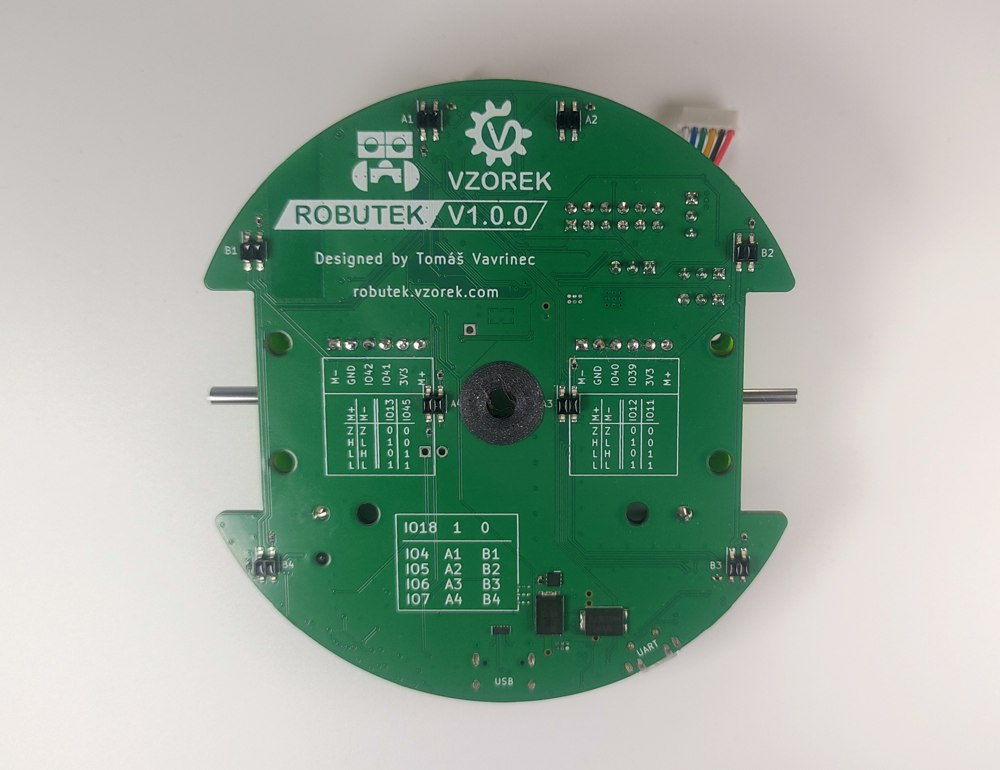 A1
A2
VZOREK
ROBUTEK V1.0.0
B1
B2
Designed by Tomáš Vavrinec
robutek.vzorek.com
M- GND IO42 IO41 3V3 M+
M- GND IO40 IO39 3V3 M+
A4
A3
M+ M- IO13 IO45
Z Z 0 0
H L 1 0
L H 0 1
L L 1 1
M+ M- IO12 IO11
Z Z 0 0
H L 1 0
L H 0 1
L L 1 1
IO18 1 0
IO4 A1 B1
IO5 A2 B2
IO6 A3 B3
IO7 A4 B4
B4
B3
UART
USB